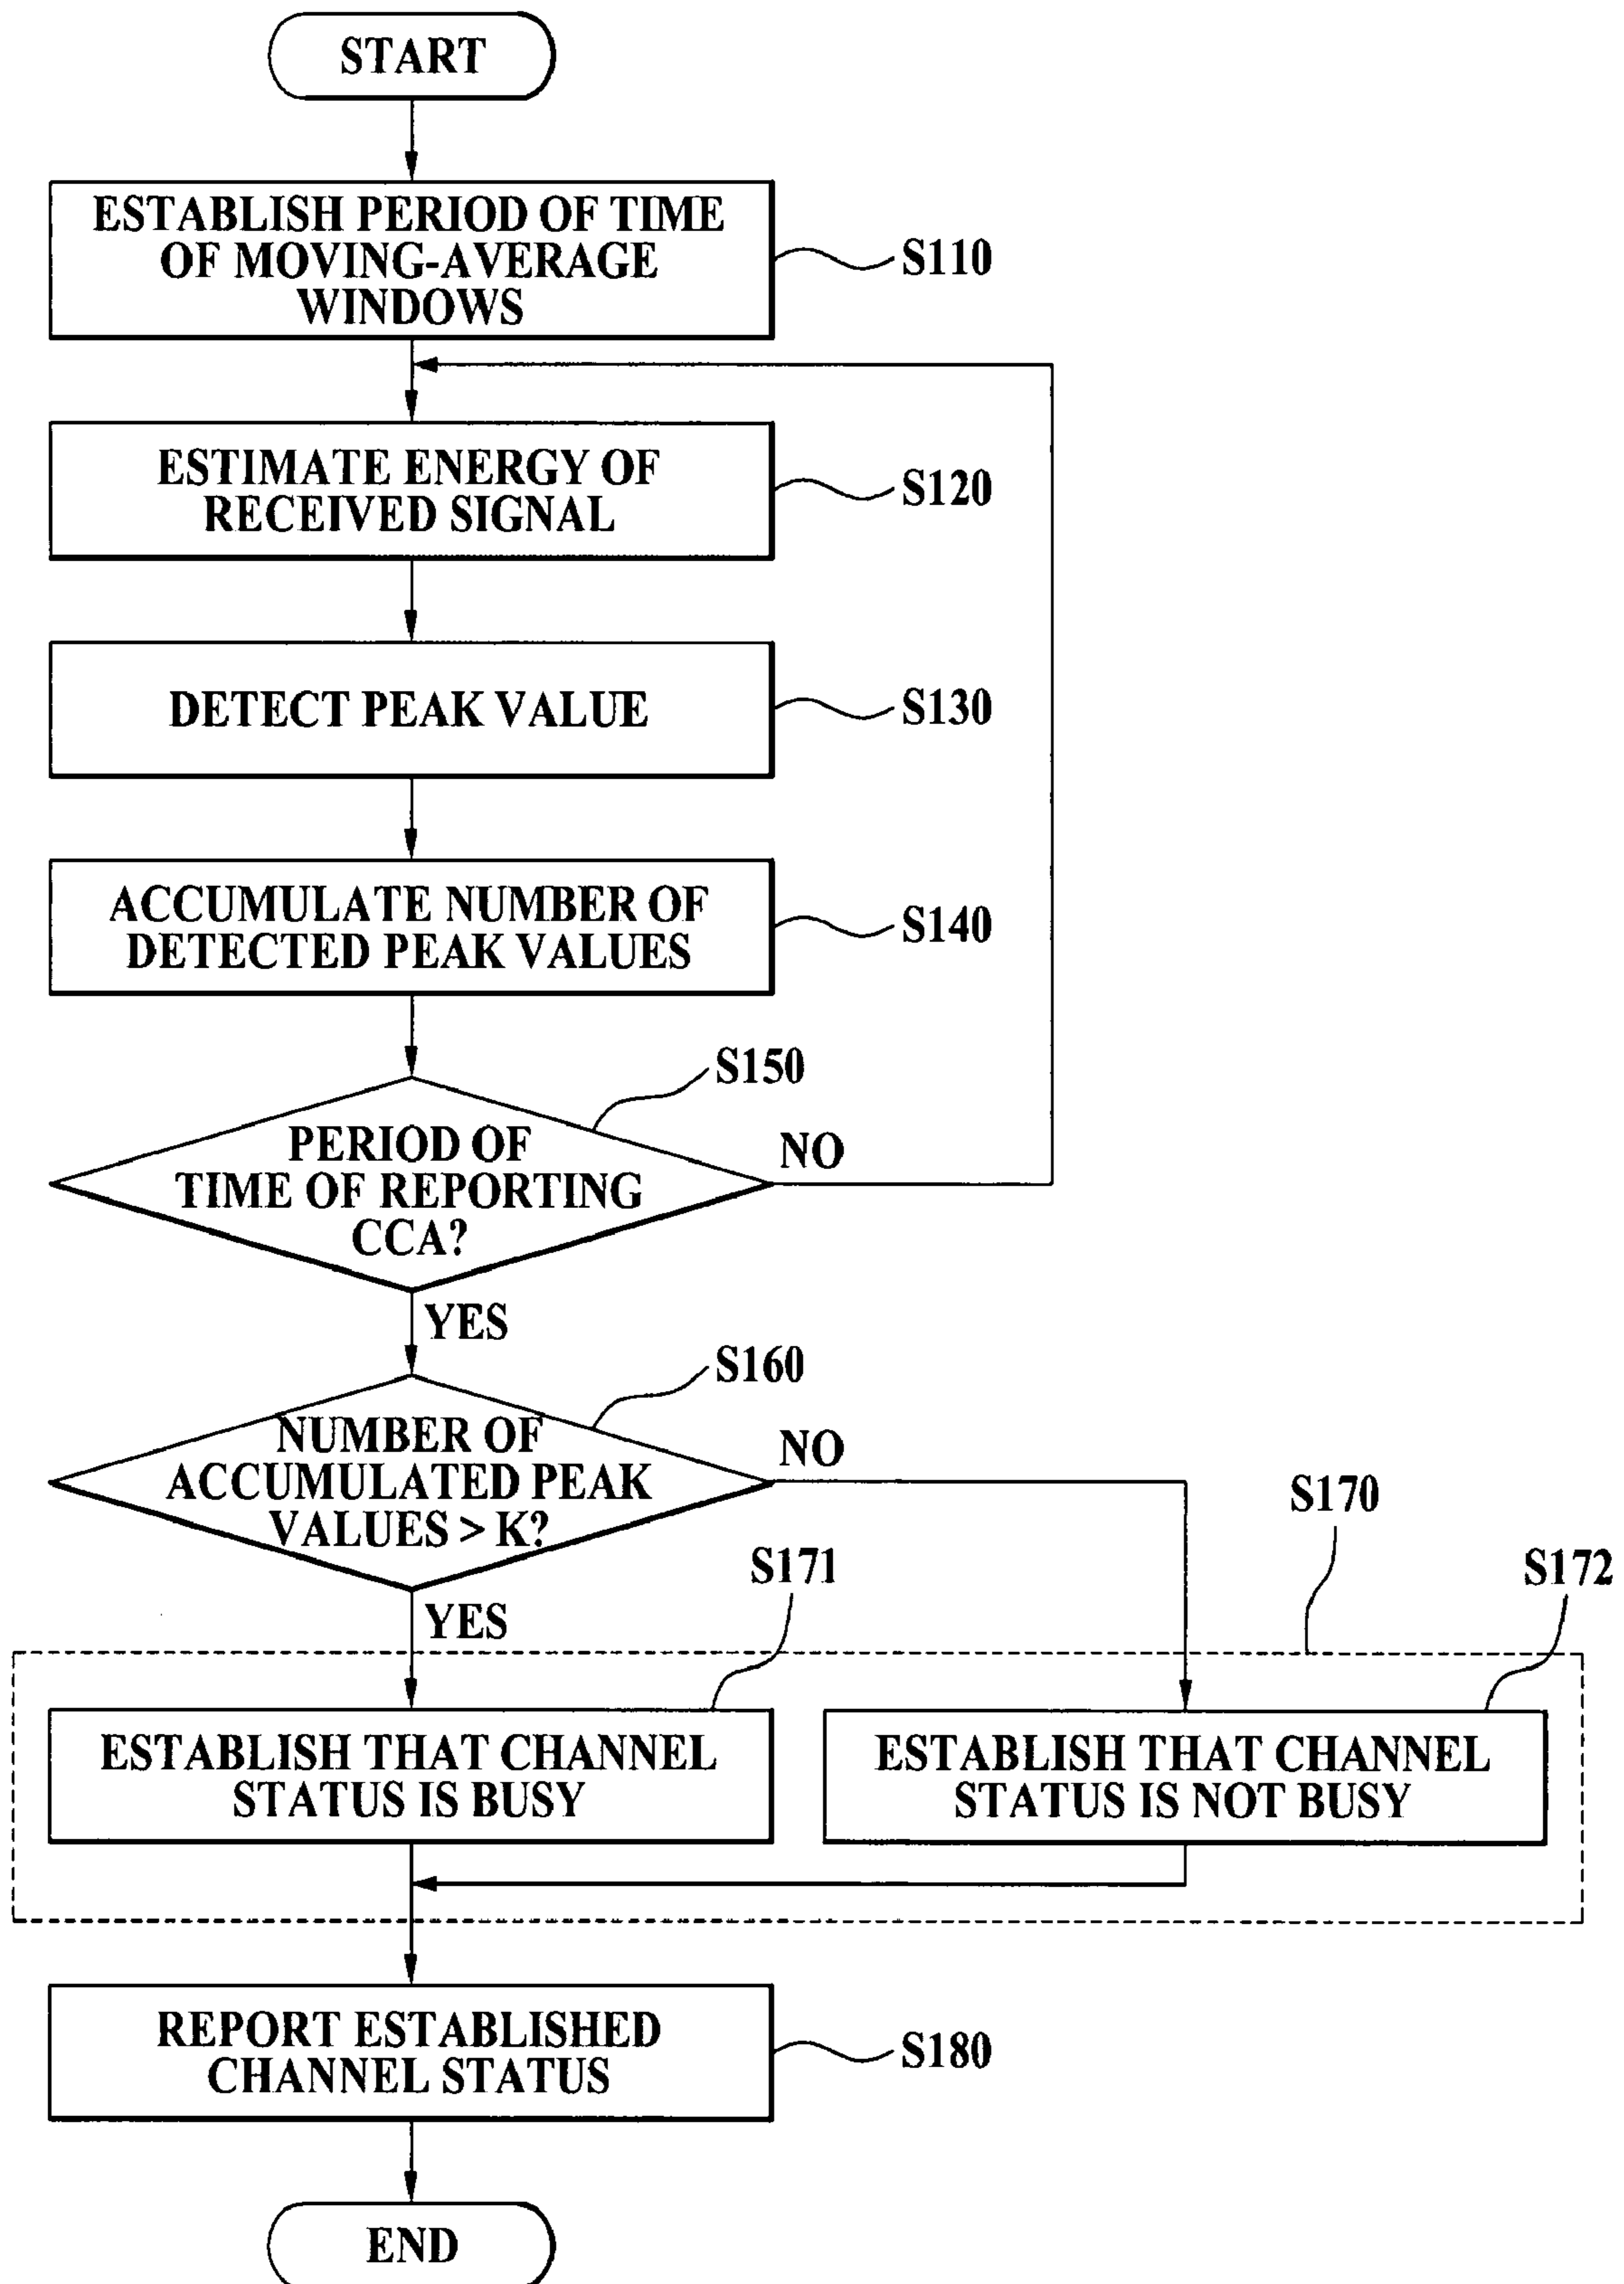 START
ESTABLISH PERIOD OF TIME
OF MOVING-AVERAGE
WINDOWS
S110
ESTIMATE ENERGY OF
RECEIVED SIGNAL
S120
DETECT PEAK VALUE
S130
ACCUMULATE NUMBER OF
DETECTED PEAK VALUES
S140
S150
PERIOD OF
TIME OF REPORTING
CCA?
NO
YES
S160
NUMBER OF
ACCUMULATED PEAK
VALUES > K?
NO
YES
S170
S171
S172
ESTABLISH THAT CHANNEL
STATUS IS BUSY
ESTABLISH THAT CHANNEL
STATUS IS NOT BUSY
REPORT ESTABLISHED
CHANNEL STATUS
S180
END